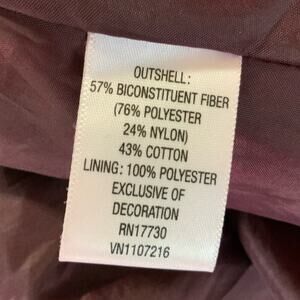 OUTSHELL:
57% BICONSTITUENT FIBER
(76% POLYESTER
24% NYLON)
43% COTTON
LINING: 100% POLYESTER
EXCLUSIVE OF
DECORATION
RN17730
VN1107216